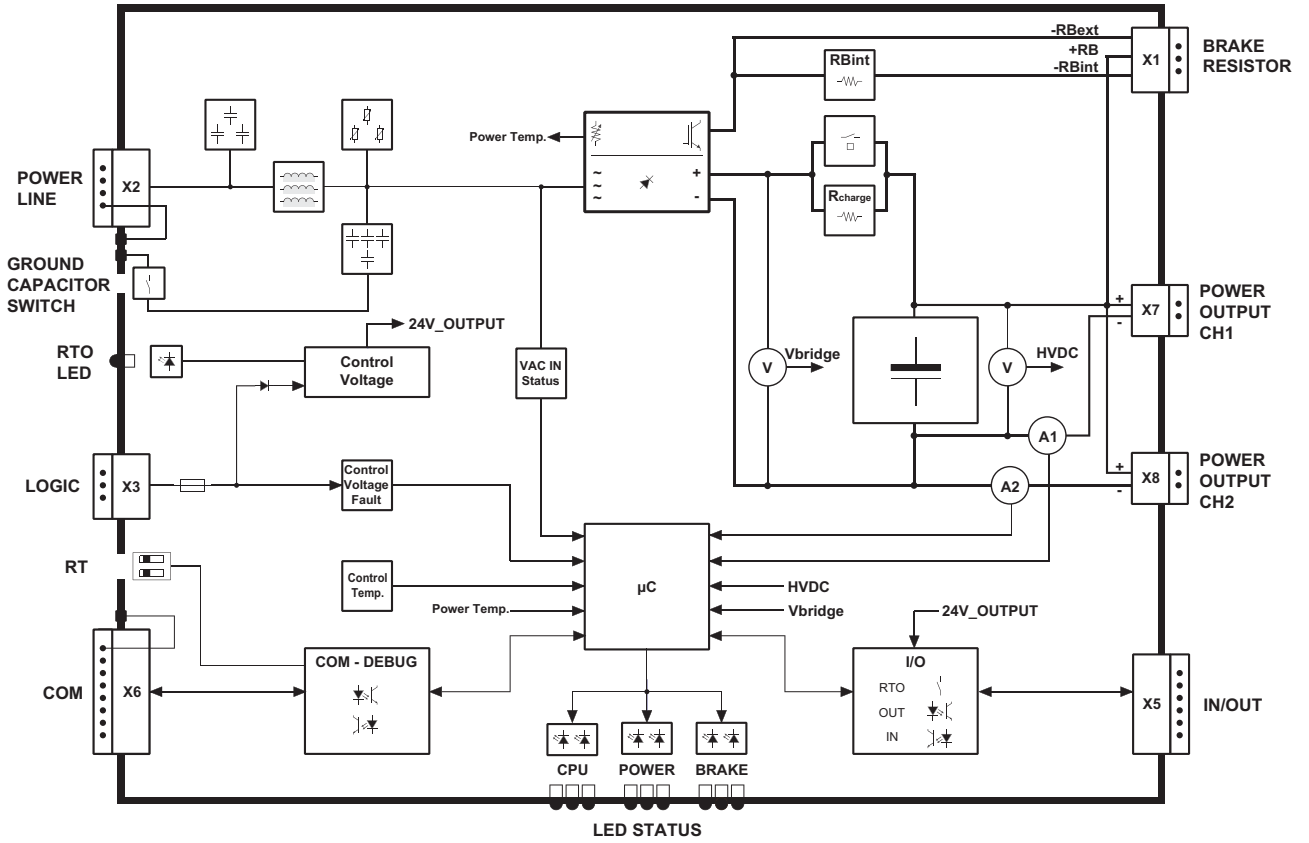 -RBext
+RB
-RBint
X1
BRAKE
RESISTOR
RBint
Power Temp.
~
~
~
+
-
Rcharge
POWER
LINE
X2
GROUND
CAPACITOR
SWITCH
24V_OUTPUT
RTO
LED
Control
Voltage
VAC IN
Status
V
Vbridge
V
HVDC
+
-
X7
POWER
OUTPUT
CH1
A1
LOGIC
X3
Control
Voltage
Fault
A2
+
-
X8
POWER
OUTPUT
CH2
RT
Control
Temp.
Power Temp.
µC
HVDC
Vbridge
24V_OUTPUT
COM
X6
COM - DEBUG
I/O
RTO
OUT
IN
X5
IN/OUT
CPU
POWER
BRAKE
LED STATUS